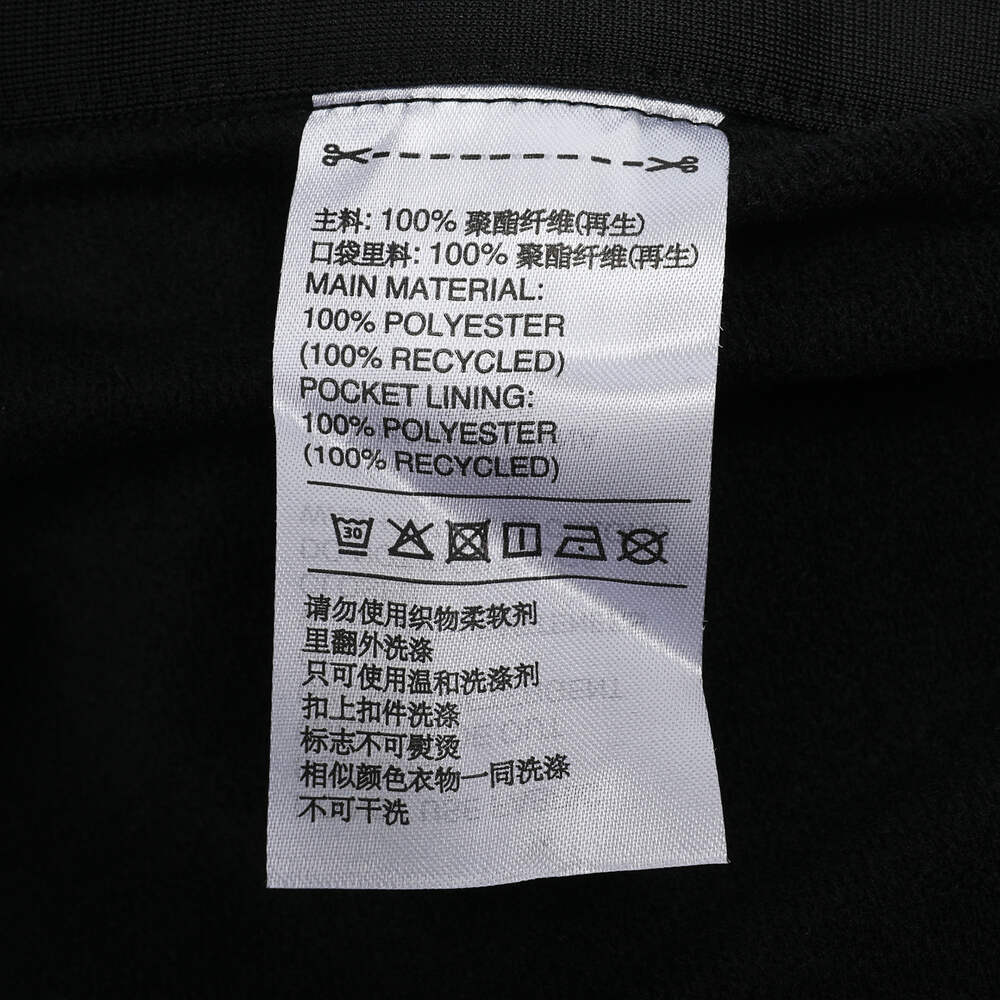 主料: 100% 聚酯纤维(再生)
口袋里料: 100% 聚酯纤维(再生)
MAIN MATERIAL:
100% POLYESTER
(100% RECYCLED)
POCKET LINING:
100% POLYESTER
(100% RECYCLED)
30
请勿使用织物柔软剂
里翻外洗涤
只可使用温和洗涤剂
扣上扣件洗涤
标志不可熨烫
相似颜色衣物一同洗涤
不可干洗